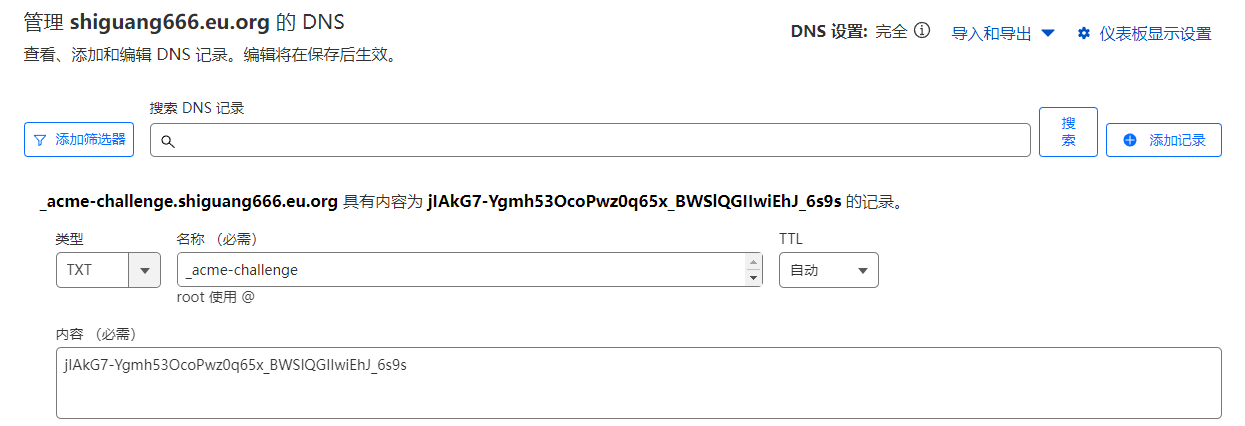 管理 shiguang666.eu.org 的 DNS
查看、添加和编辑 DNS 记录。编辑将在保存后生效。
DNS 设置: 完全
导入和导出
仪表板显示设置
搜索 DNS 记录
添加筛选器
搜索
添加记录
_acme-challenge.shiguang666.eu.org 具有内容为 jIAkG7-Ygmh53OcoPwz0q65x_BWSlQGIIwiEhJ_6s9s 的记录。
类型
名称 （必需）
TTL
TXT
_acme-challenge
自动
root 使用 @
内容 （必需）
jIAkG7-Ygmh53OcoPwz0q65x_BWSlQGIIwiEhJ_6s9s